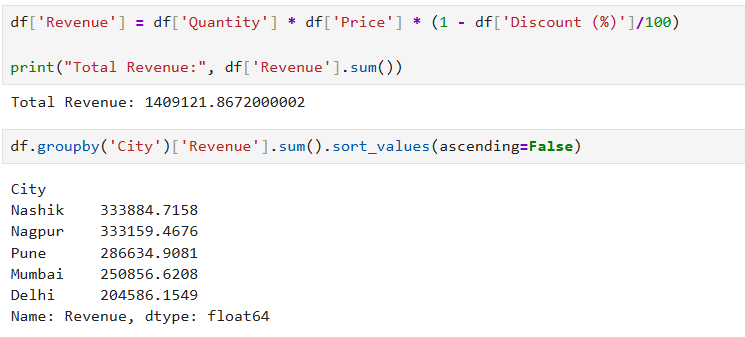 df['Revenue'] = df['Quantity'] * df['Price'] * (1 - df['Discount (%)']/100)
print("Total Revenue:", df['Revenue'].sum())
Total Revenue: 1409121.8672000002
df.groupby('City')['Revenue'].sum().sort_values(ascending=False)
City
Nashik    333884.7158
Nagpur    333159.4676
Pune      286634.9081
Mumbai    250856.6208
Delhi     204586.1549
Name: Revenue, dtype: float64